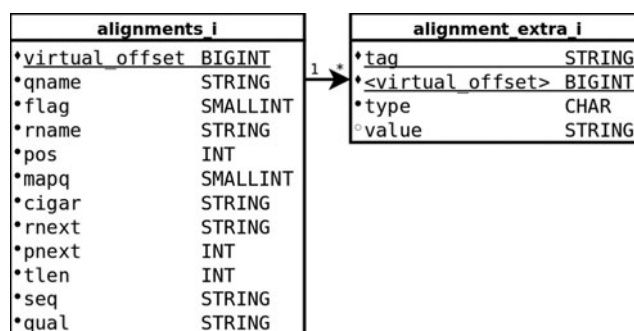 alignments_i
virtual_offset BIGINT
qname STRING
flag SMALLINT
rname STRING
pos INT
mapq SMALLINT
cigar STRING
rnext STRING
pnext INT
tlen INT
seq STRING
qual STRING
1 *
alignment_extra_i
tag STRING
<virtual_offset> BIGINT
type CHAR
value STRING